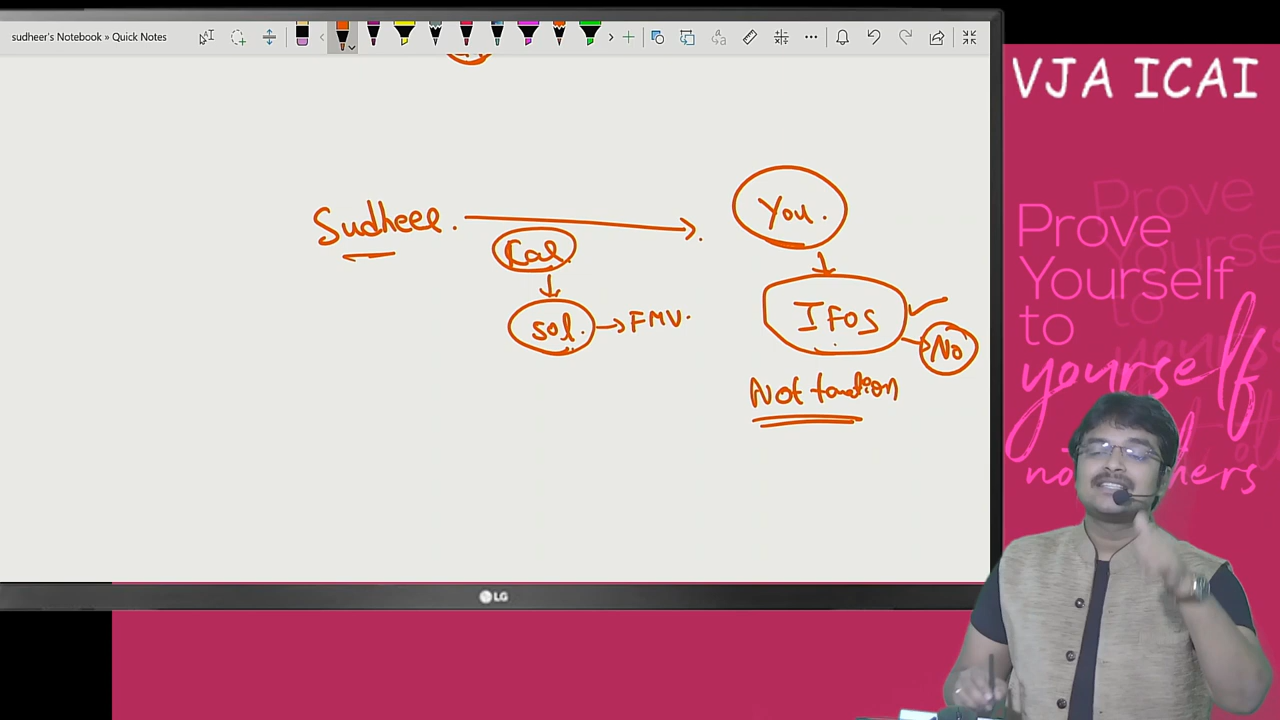 sudheer's Notebook » Quick Notes
VJA ICAI
Sudheer.
You.
sol. → FMV.
IFOS
No
Not taxation
Prove
Yourself
to
yourself
LG